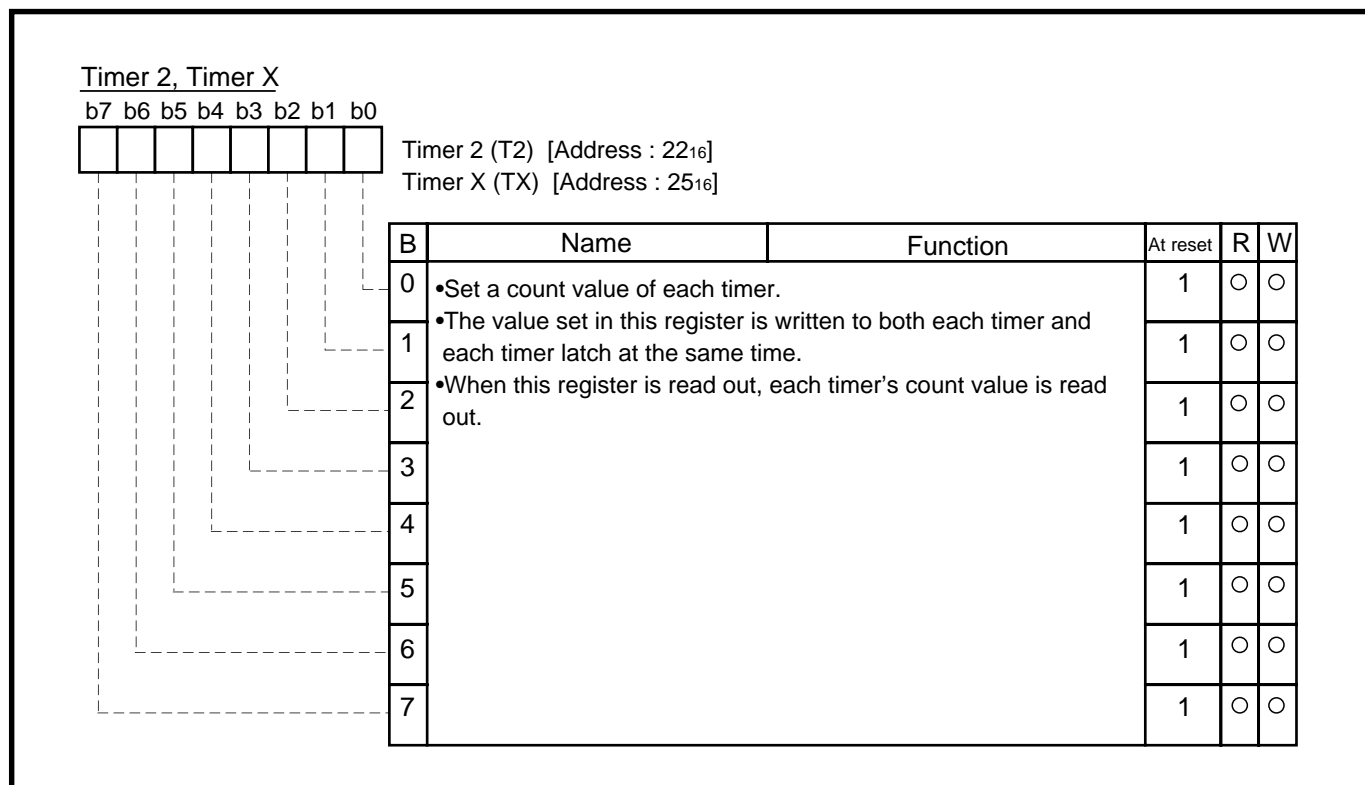 Timer 2, Timer X
b7 b6 b5 b4 b3 b2 b1 b0
Timer 2 (T2) [Address : 22₁₆]
Timer X (TX) [Address : 25₁₆]
B Name Function At reset R W
0 •Set a count value of each timer. 1 ○ ○
•The value set in this register is written to both each timer and
1 each timer latch at the same time. 1 ○ ○
•When this register is read out, each timer’s count value is read
2 out. 1 ○ ○
3 1 ○ ○
4 1 ○ ○
5 1 ○ ○
6 1 ○ ○
7 1 ○ ○